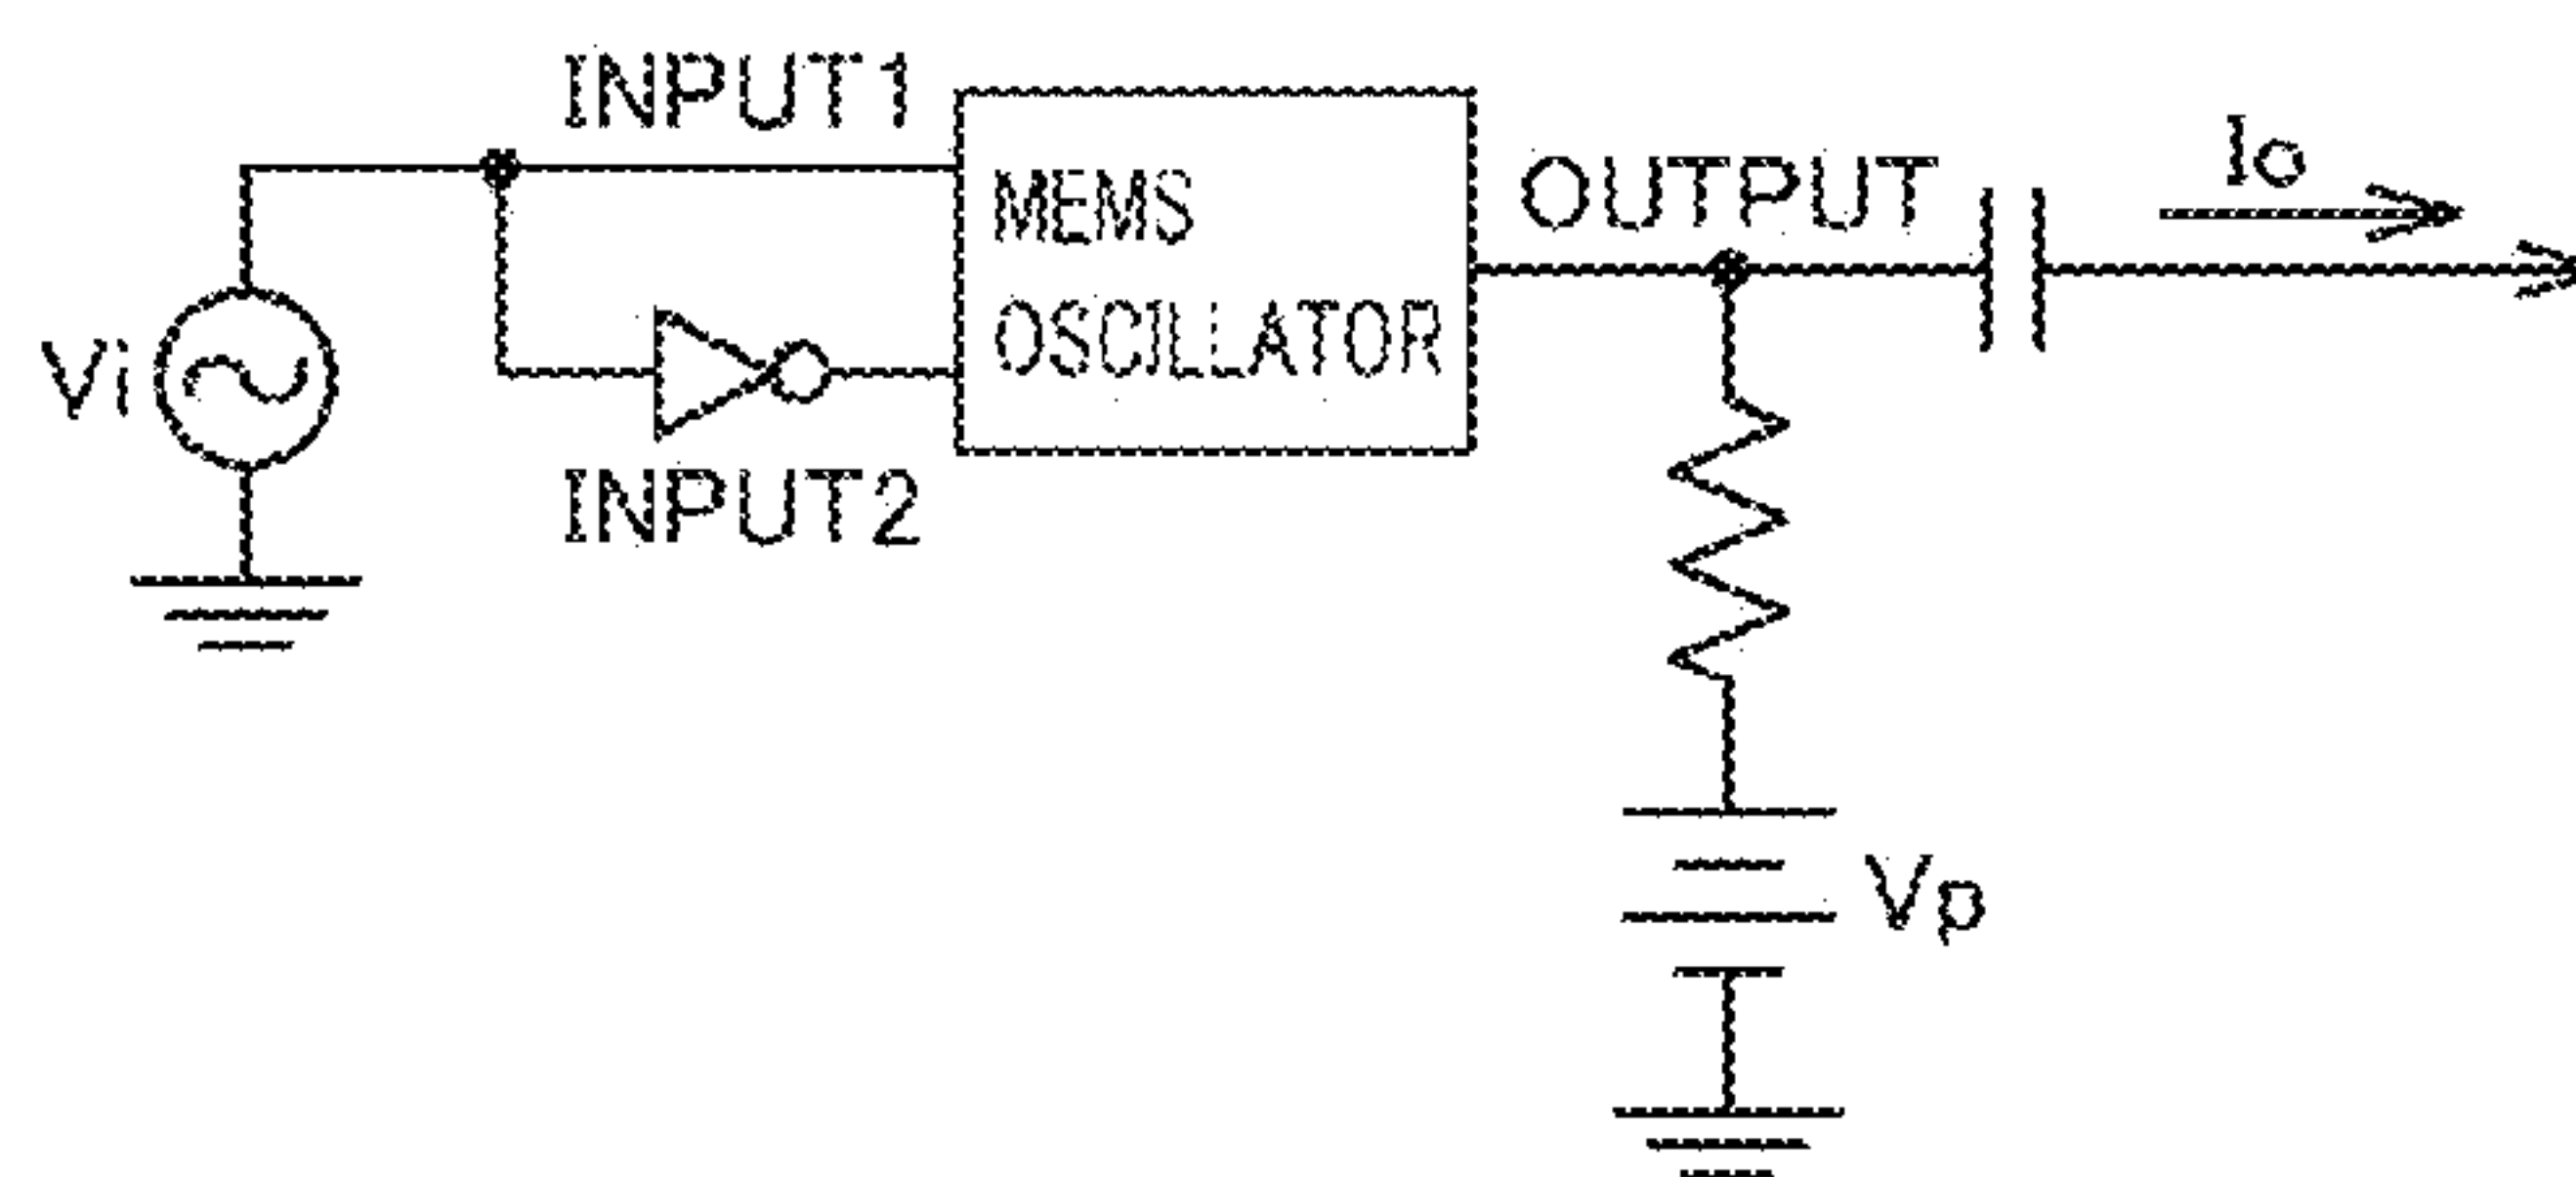 INPUT1
MEMS
OSCILLATOR
OUTPUT
Io
Vi
INPUT2
Vp